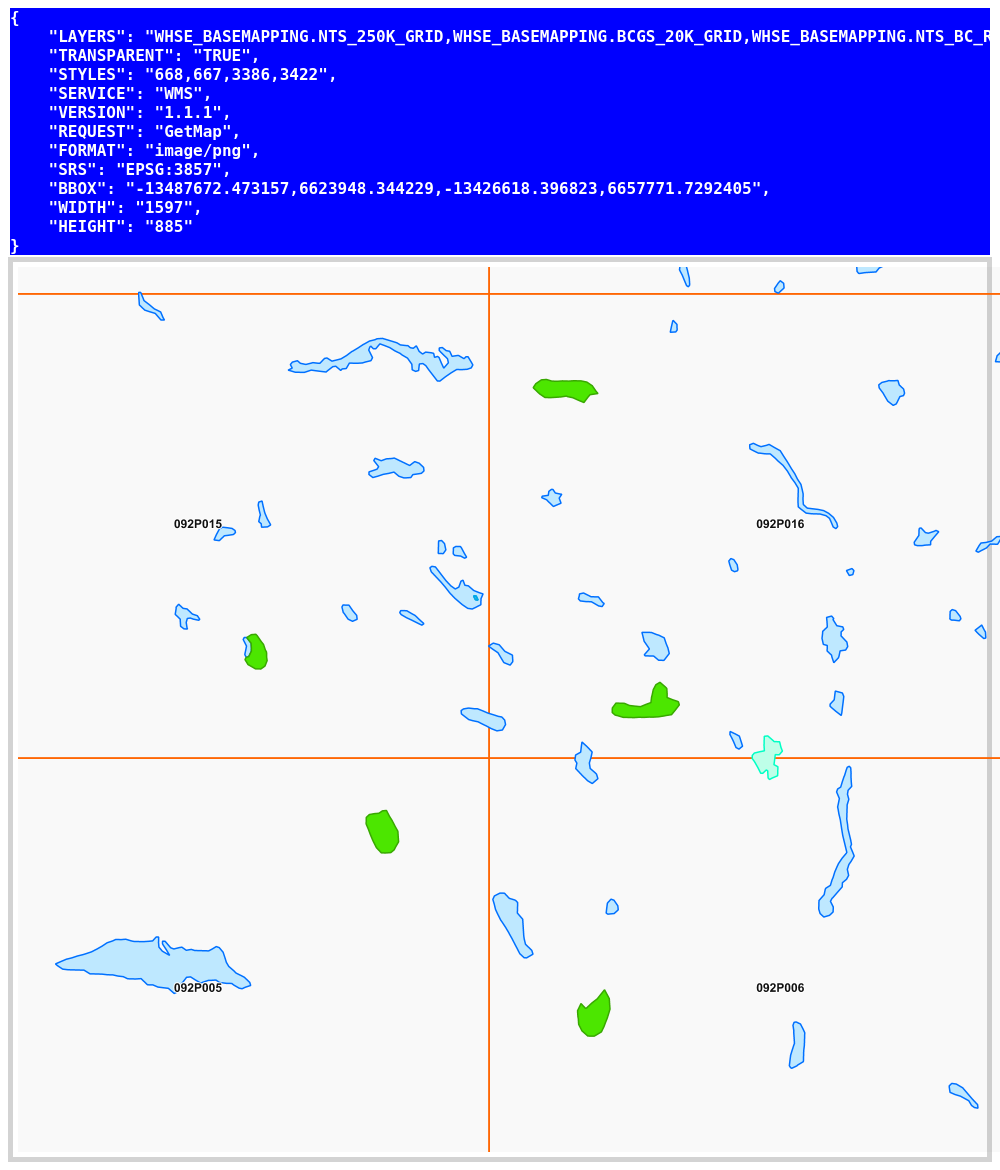 {
    "LAYERS": "WHSE_BASEMAPPING.NTS_250K_GRID,WHSE_BASEMAPPING.BCGS_20K_GRID,WHSE_BASEMAPPING.NTS_BC_R
    "TRANSPARENT": "TRUE",
    "STYLES": "668,667,3386,3422",
    "SERVICE": "WMS",
    "VERSION": "1.1.1",
    "REQUEST": "GetMap",
    "FORMAT": "image/png",
    "SRS": "EPSG:3857",
    "BBOX": "-13487672.473157,6623948.344229,-13426618.396823,6657771.7292405",
    "WIDTH": "1597",
    "HEIGHT": "885"
}
092P015
092P016
092P005
092P006